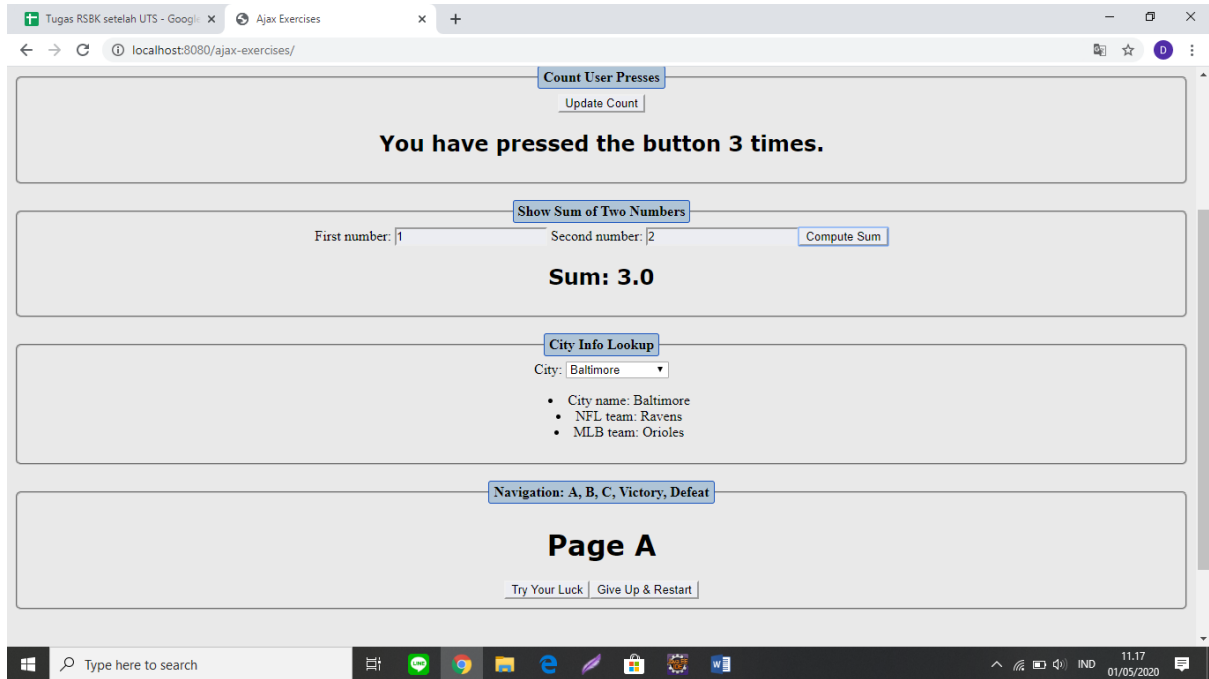 Tugas RSBK setelah UTS - Google
Ajax Exercises
localhost:8080/ajax-exercises/
D
Count User Presses
Update Count
You have pressed the button 3 times.
Show Sum of Two Numbers
First number: 1 Second number: 2 Compute Sum
Sum: 3.0
City Info Lookup
City: Baltimore
• City name: Baltimore
• NFL team: Ravens
• MLB team: Orioles
Navigation: A, B, C, Victory, Defeat
Page A
Try Your Luck Give Up & Restart
Type here to search
LINE
W
IND
11.17
01/05/2020